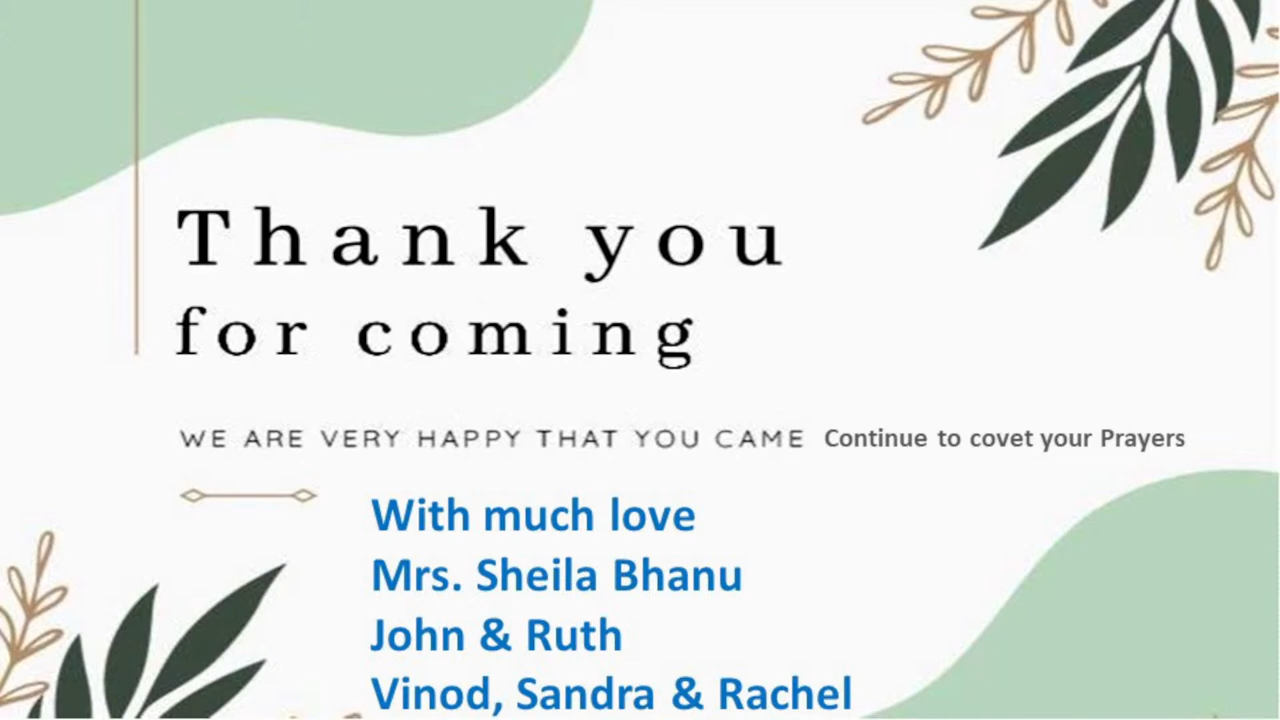 Thank you
for coming
WE ARE VERY HAPPY THAT YOU CAME Continue to covet your Prayers
With much love
Mrs. Sheila Bhanu
John & Ruth
Vinod, Sandra & Rachel